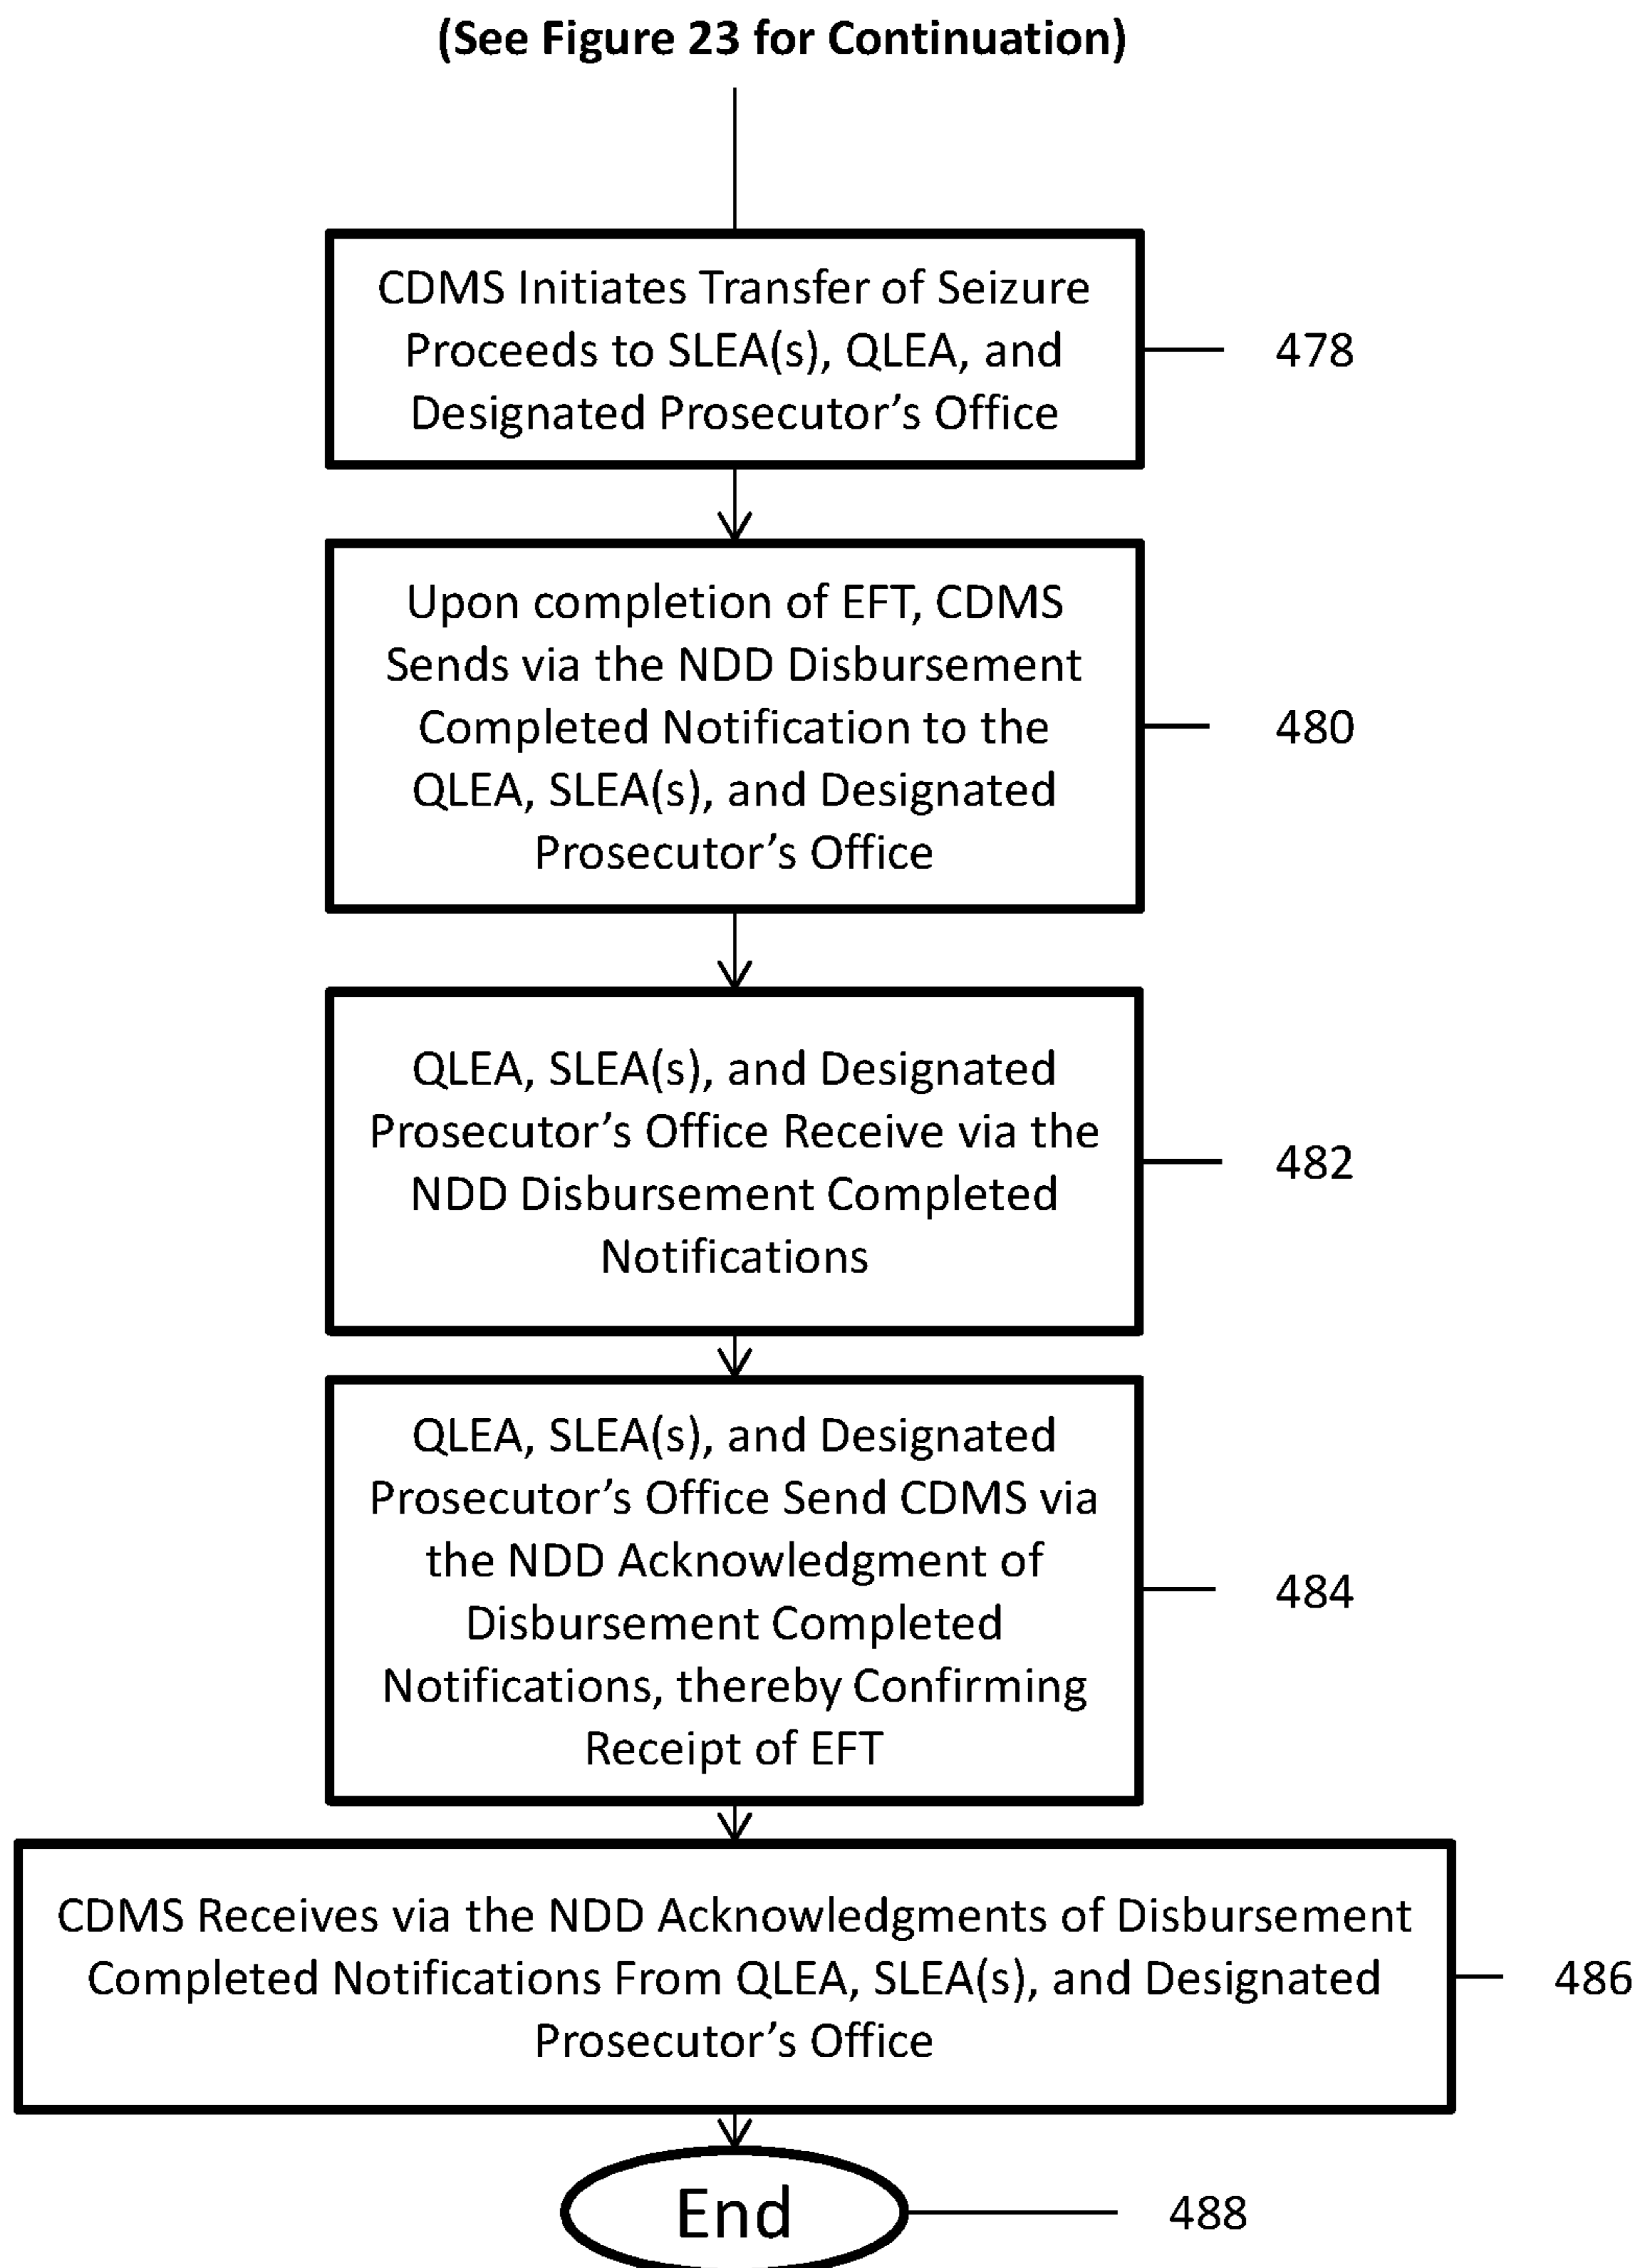 (See Figure 23 for Continuation)
CDMS Initiates Transfer of Seizure
Proceeds to SLEA(s), QLEA, and
Designated Prosecutor’s Office
478
Upon completion of EFT, CDMS
Sends via the NDD Disbursement
Completed Notification to the
QLEA, SLEA(s), and Designated
Prosecutor’s Office
480
QLEA, SLEA(s), and Designated
Prosecutor’s Office Receive via the
NDD Disbursement Completed
Notifications
482
QLEA, SLEA(s), and Designated
Prosecutor’s Office Send CDMS via
the NDD Acknowledgment of
Disbursement Completed
Notifications, thereby Confirming
Receipt of EFT
484
CDMS Receives via the NDD Acknowledgments of Disbursement
Completed Notifications From QLEA, SLEA(s), and Designated
Prosecutor’s Office
486
End
488